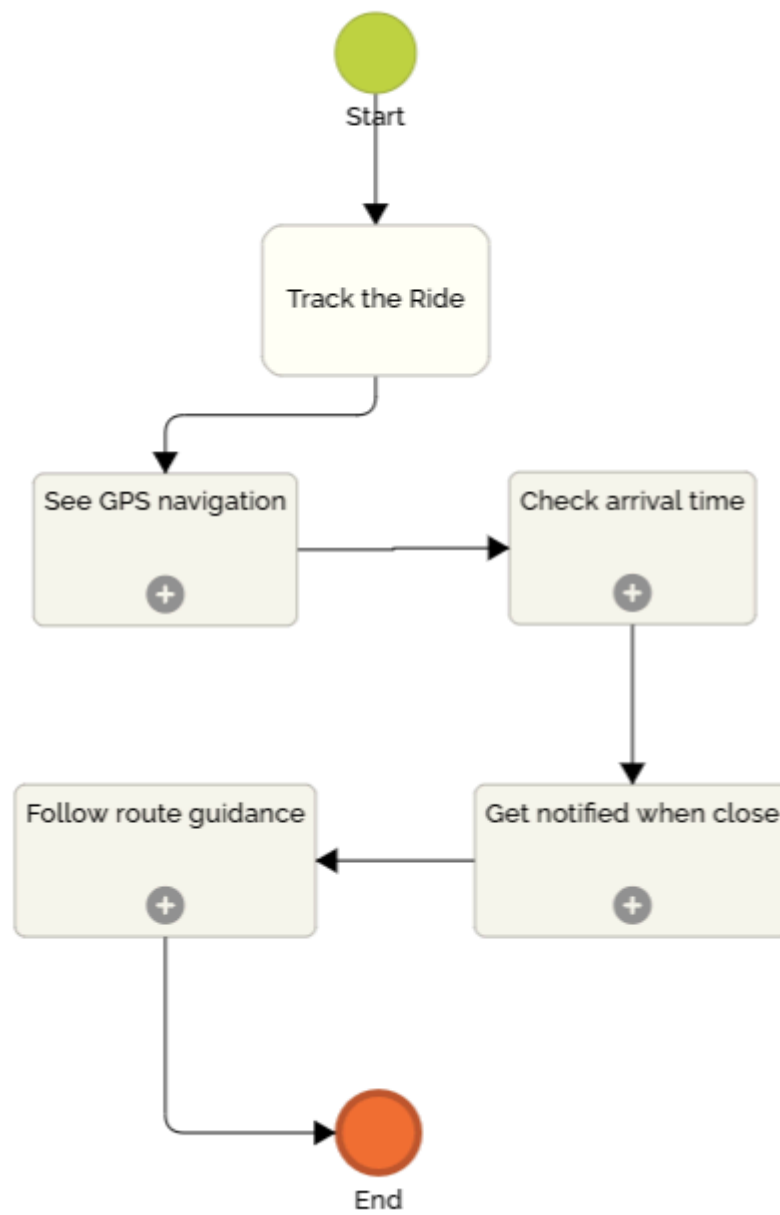 Start
Track the Ride
See GPS navigation
Check arrival time
Get notified when close
Follow route guidance
End